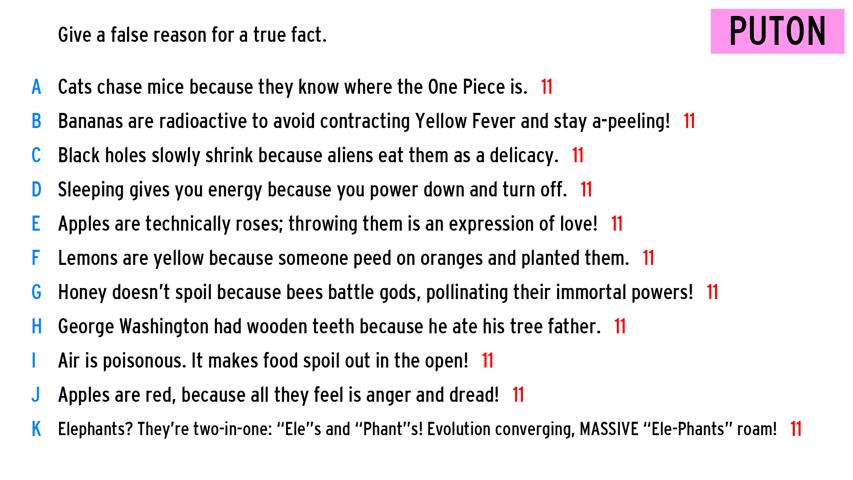 Give a false reason for a true fact.
PUTON
A Cats chase mice because they know where the One Piece is. 11
B Bananas are radioactive to avoid contracting Yellow Fever and stay a-peeling! 11
C Black holes slowly shrink because aliens eat them as a delicacy. 11
D Sleeping gives you energy because you power down and turn off. 11
E Apples are technically roses; throwing them is an expression of love! 11
F Lemons are yellow because someone peed on oranges and planted them. 11
G Honey doesn't spoil because bees battle gods, pollinating their immortal powers! 11
H George Washington had wooden teeth because he ate his tree father. 11
I Air is poisonous. It makes food spoil out in the open! 11
J Apples are red, because all they feel is anger and dread! 11
K Elephants? They're two-in-one: “Ele”s and “Phant”s! Evolution converging, MASSIVE “Ele-Phants” roam! 11